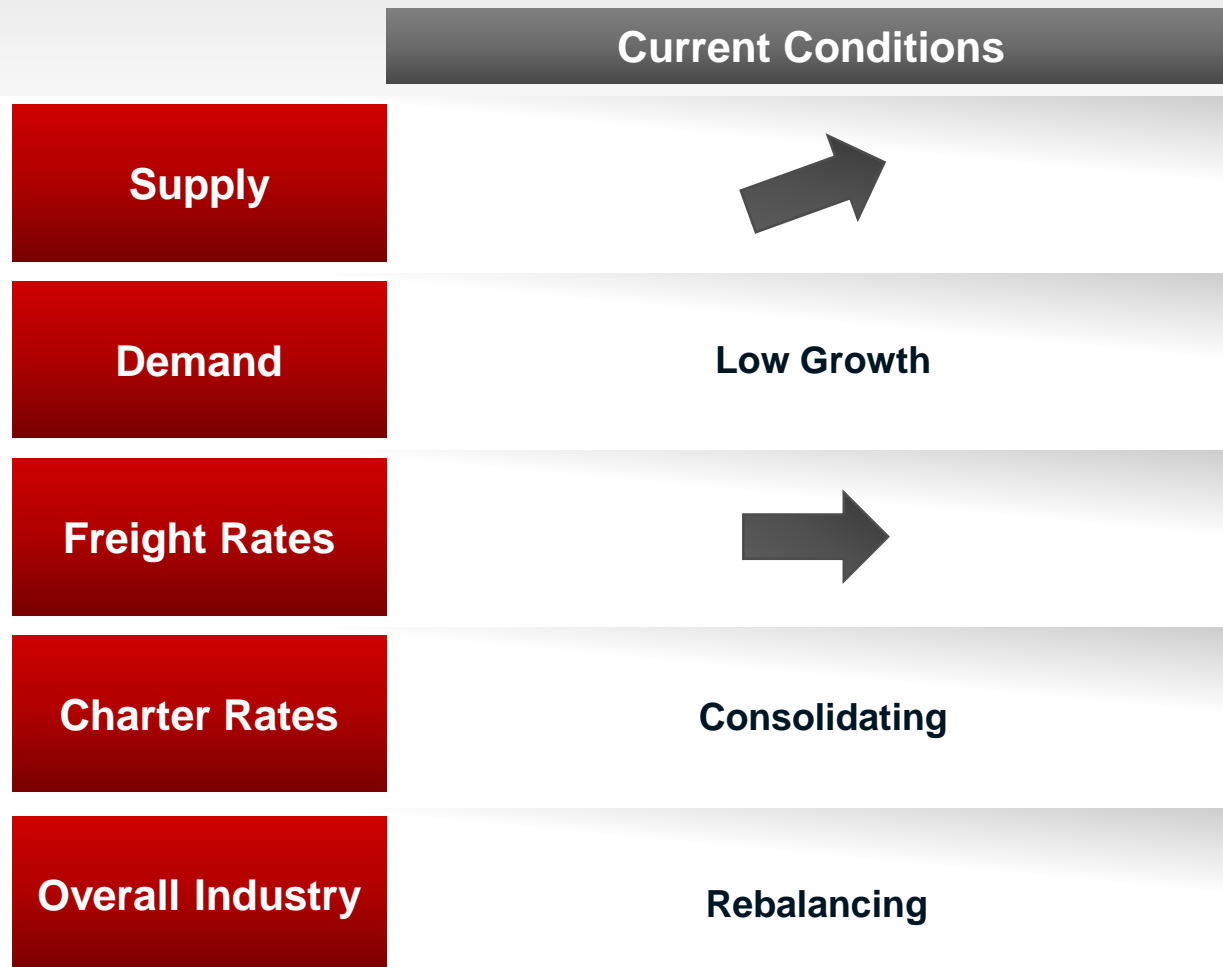 Current Conditions
Supply
Demand
Low Growth
Freight Rates
Charter Rates
Consolidating
Overall Industry
Rebalancing